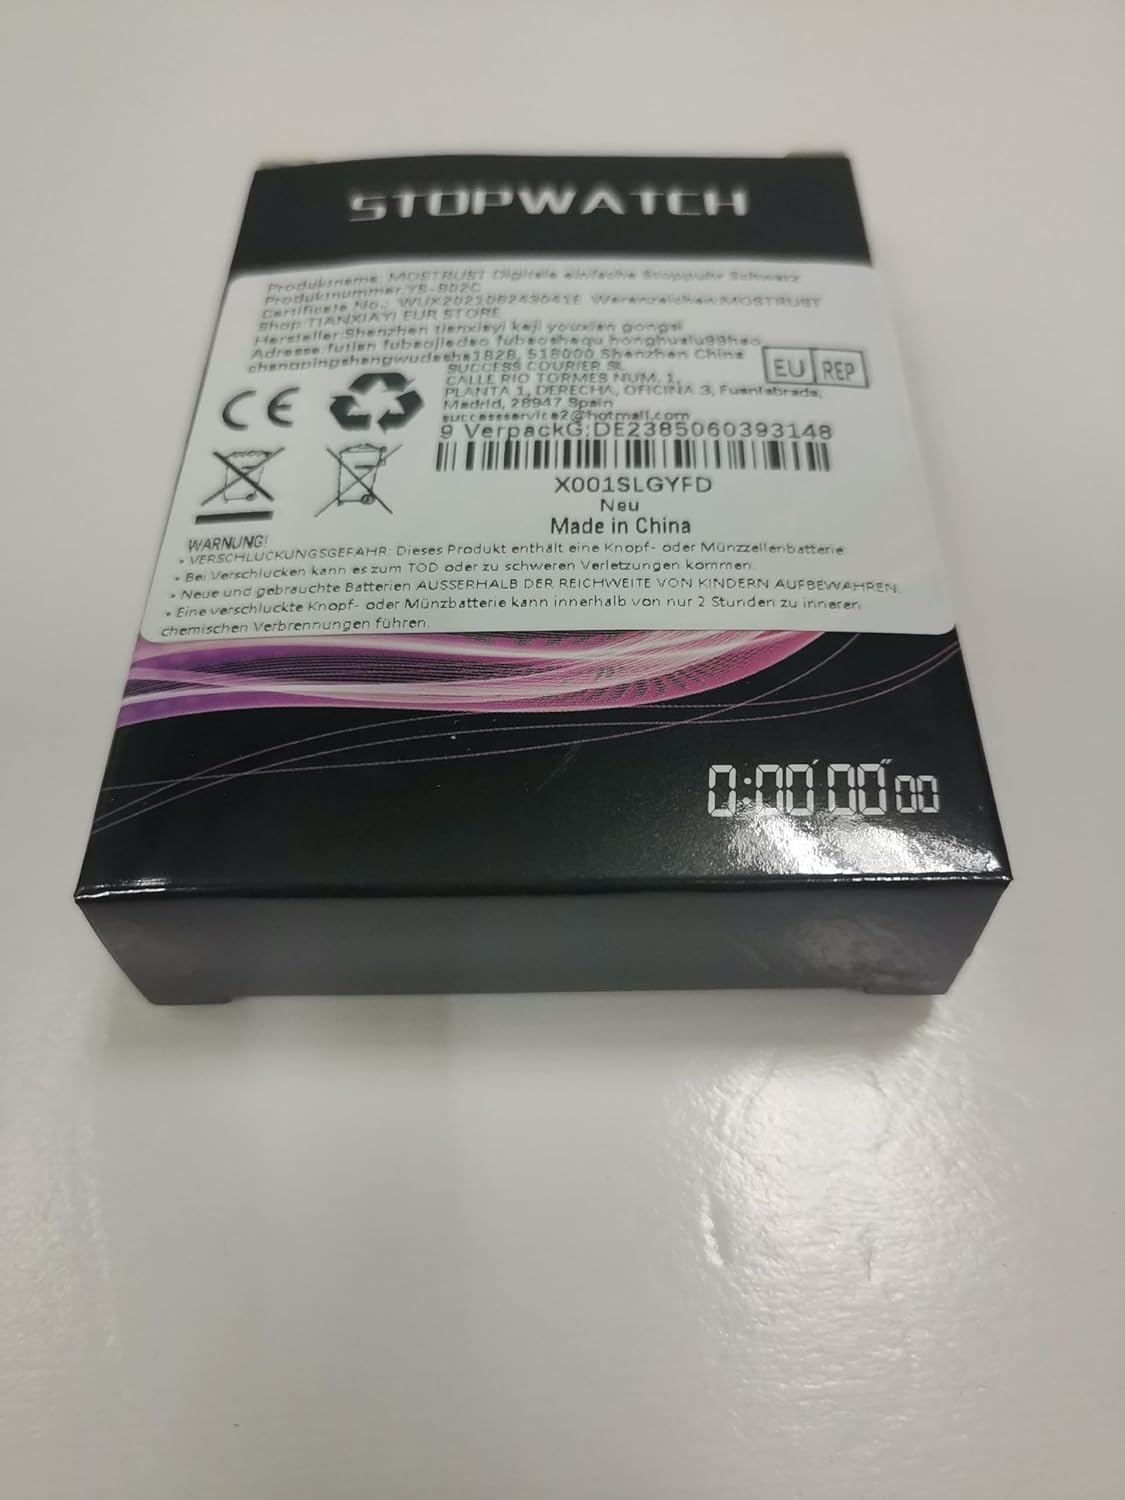 STOPWATCH
Produktname: MOSTRUST Digitale einfache Stoppuhr Schwarz
Produktnummer:YS-802C
Certificate No.: Warenzeichen:MOSTRUST
Shop:TIANXIAYI EUR STORE
Hersteller:Shenzhen tianxiayi keji youxian gongsi
Adresse:futian fubaojiedao fubaoshequ honghualu99hao
changpingshangwudasha1828, 518000 Shenzhen China
SUCCESS COURIER SL
CALLE RIO TORMES NUM. 1,
PLANTA 1, DERECHA, OFICINA 3, Fuenlabrada,
Madrid, 28947 Spain
successservice2@hotmail.com
EU REP
CE
9 VerpackG:DE2385060393148
X001SLGYFD
Neu
Made in China
WARNUNG!
• VERSCHLUCKUNGSGEFAHR: Dieses Produkt enthält eine Knopf- oder Münzzellenbatterie
• Bei Verschlucken kann es zum TOD oder zu schweren Verletzungen kommen.
• Neue und gebrauchte Batterien AUSSERHALB DER REICHWEITE VON KINDERN AUFBEWAHREN.
• Eine verschluckte Knopf- oder Münzbatterie kann innerhalb von nur 2 Stunden zu inneren
chemischen Verbrennungen führen.
0:00'00"00